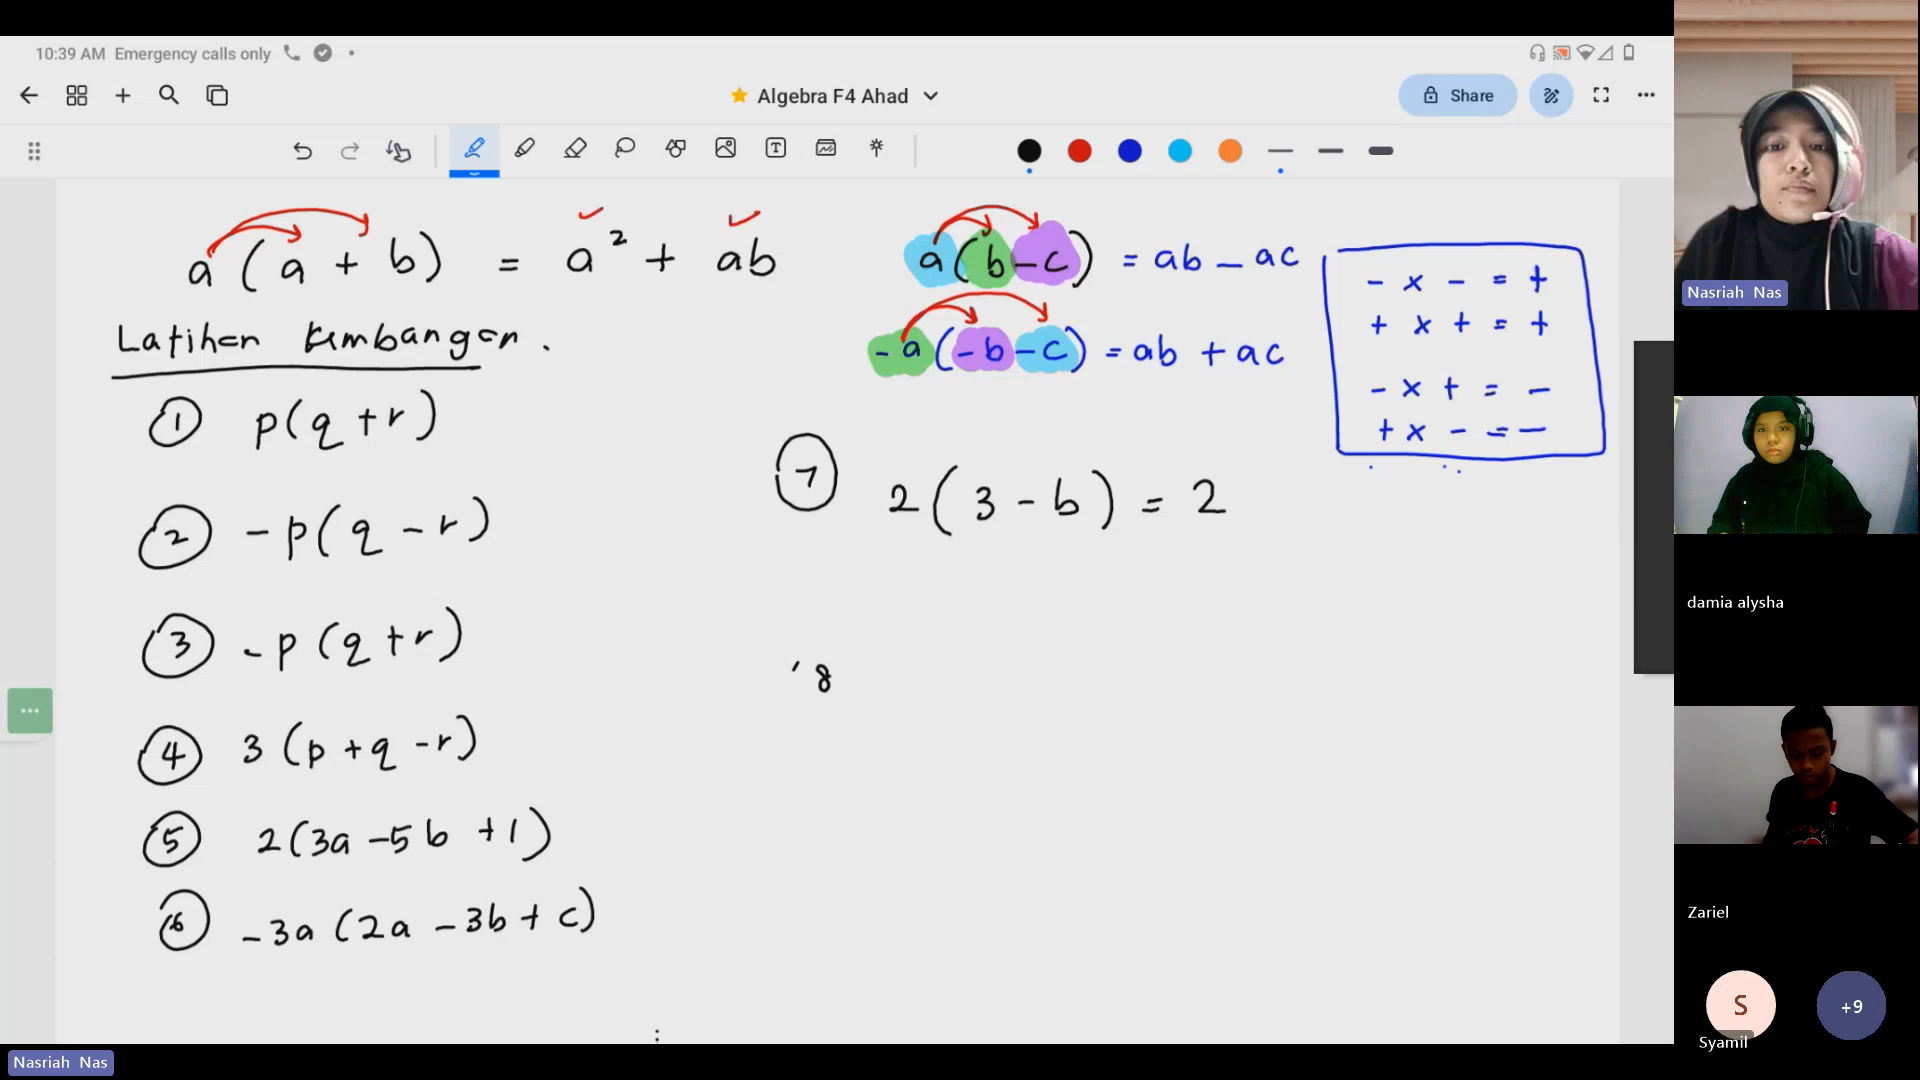 10:39 AM Emergency calls only
Algebra F4 Ahad
Share
a(a + b) = a² + ab
Latihan Kembangan.
① p(q + r)
② -p(q - r)
③ -p(q + r)
④ 3(p + q - r)
⑤ 2(3a - 5b + 1)
⑥ -3a(2a - 3b + c)
a(b - c) = ab - ac
-a(-b - c) = ab + ac
- x - = +
+ x + = +
- x + = -
+ x - = -
⑦ 2(3 - b) = 2
8
Nasriah Nas
damia alysha
Zariel
S
Syamil
+9
Nasriah Nas